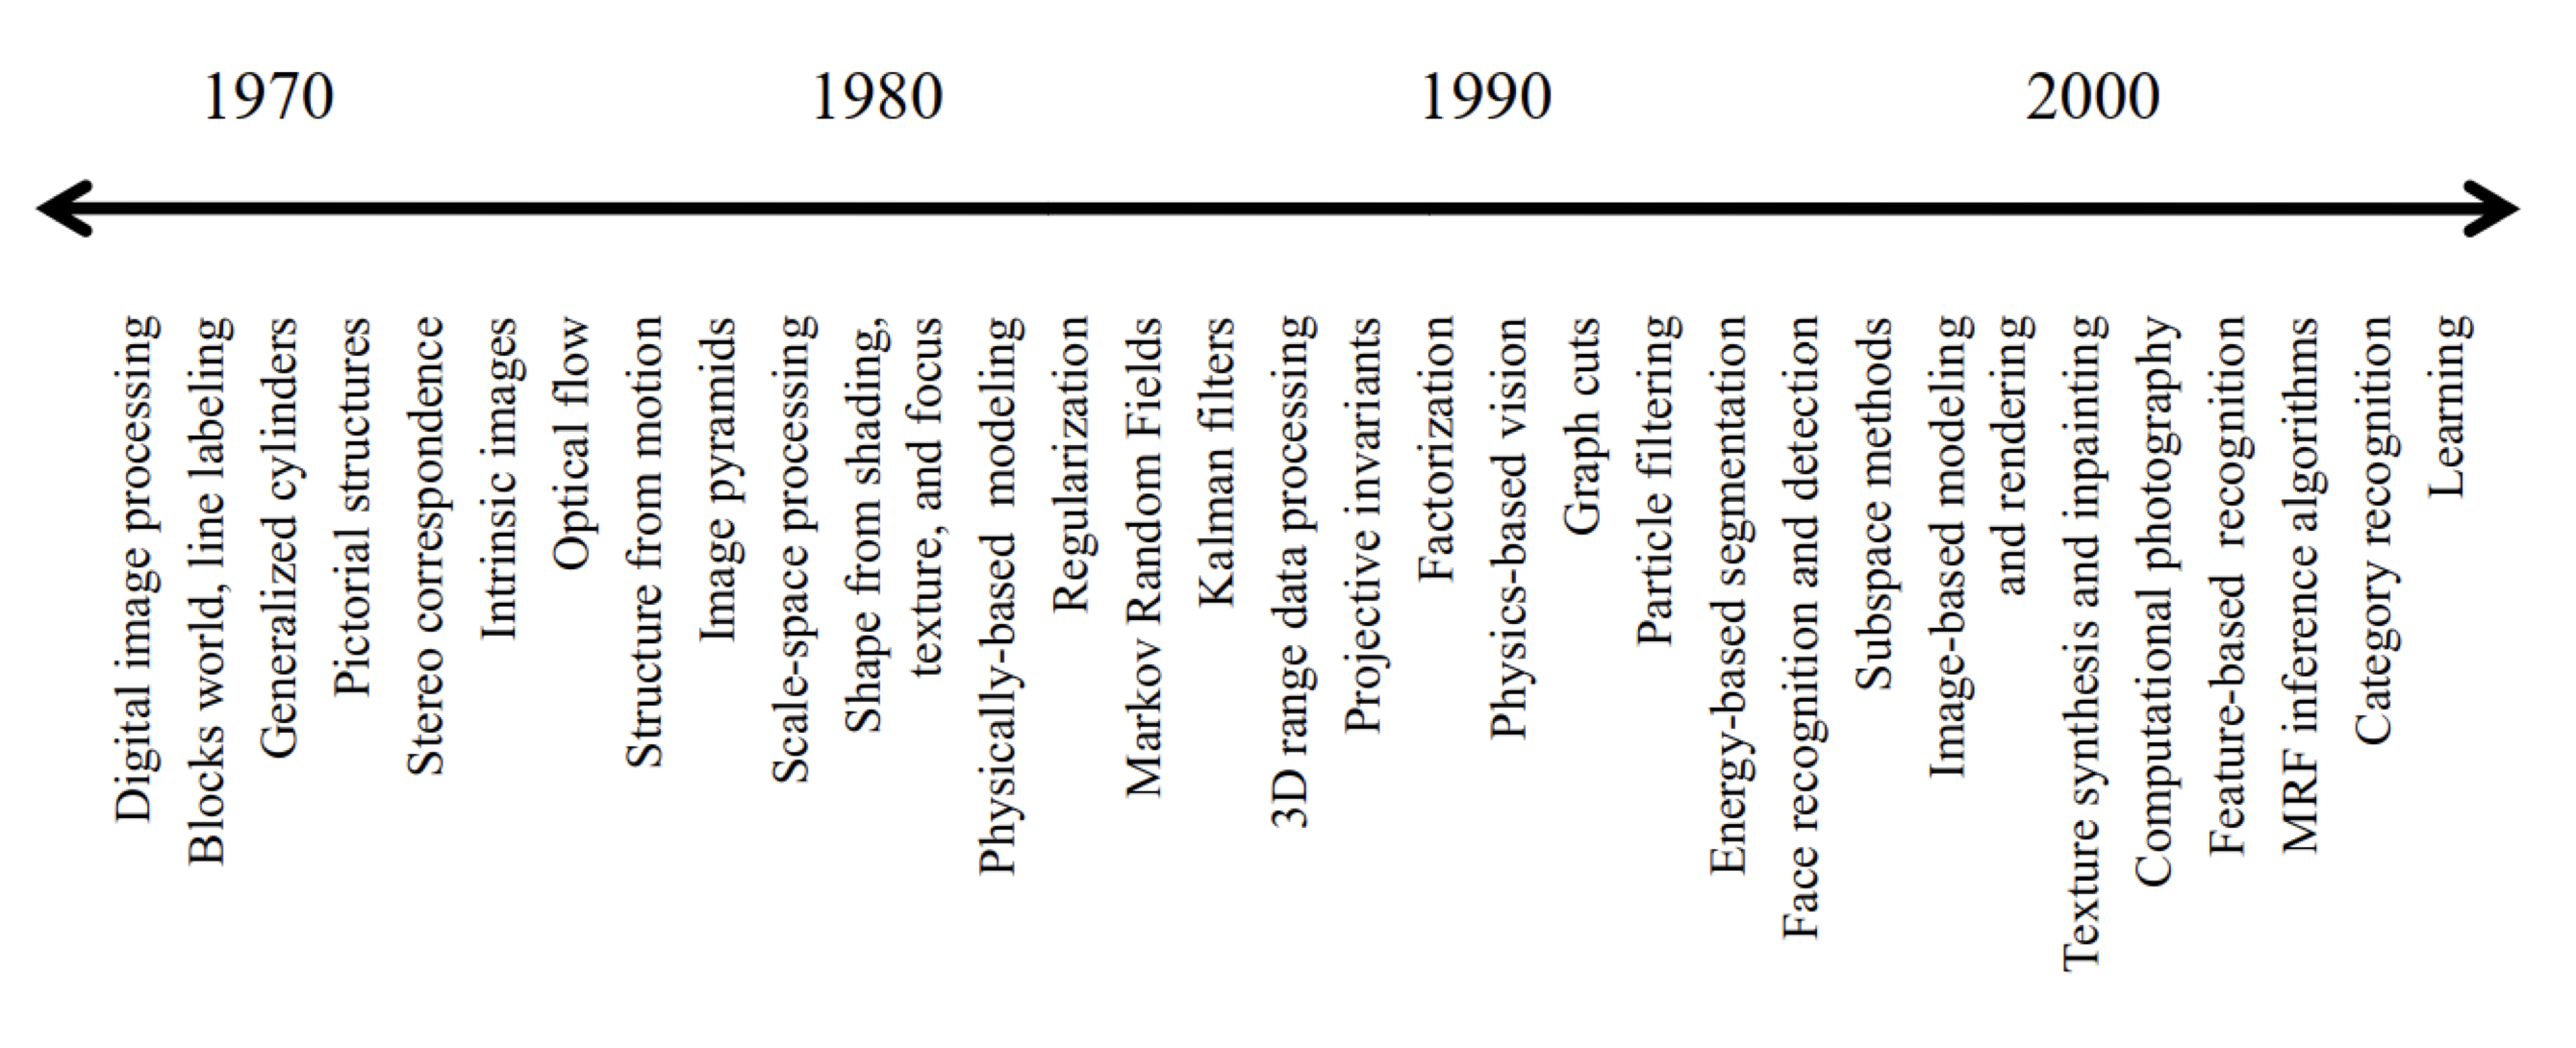 1970
1980
1990
2000
Digital image processing
Blocks world, line labeling
Generalized cylinders
Pictorial structures
Stereo correspondence
Intrinsic images
Optical flow
Structure from motion
Image pyramids
Scale-space processing
Shape from shading,
texture, and focus
Physically-based modeling
Regularization
Markov Random Fields
Kalman filters
3D range data processing
Projective invariants
Factorization
Physics-based vision
Graph cuts
Particle filtering
Energy-based segmentation
Face recognition and detection
Subspace methods
Image-based modeling
and rendering
Texture synthesis and inpainting
Computational photography
Feature-based recognition
MRF inference algorithms
Category recognition
Learning